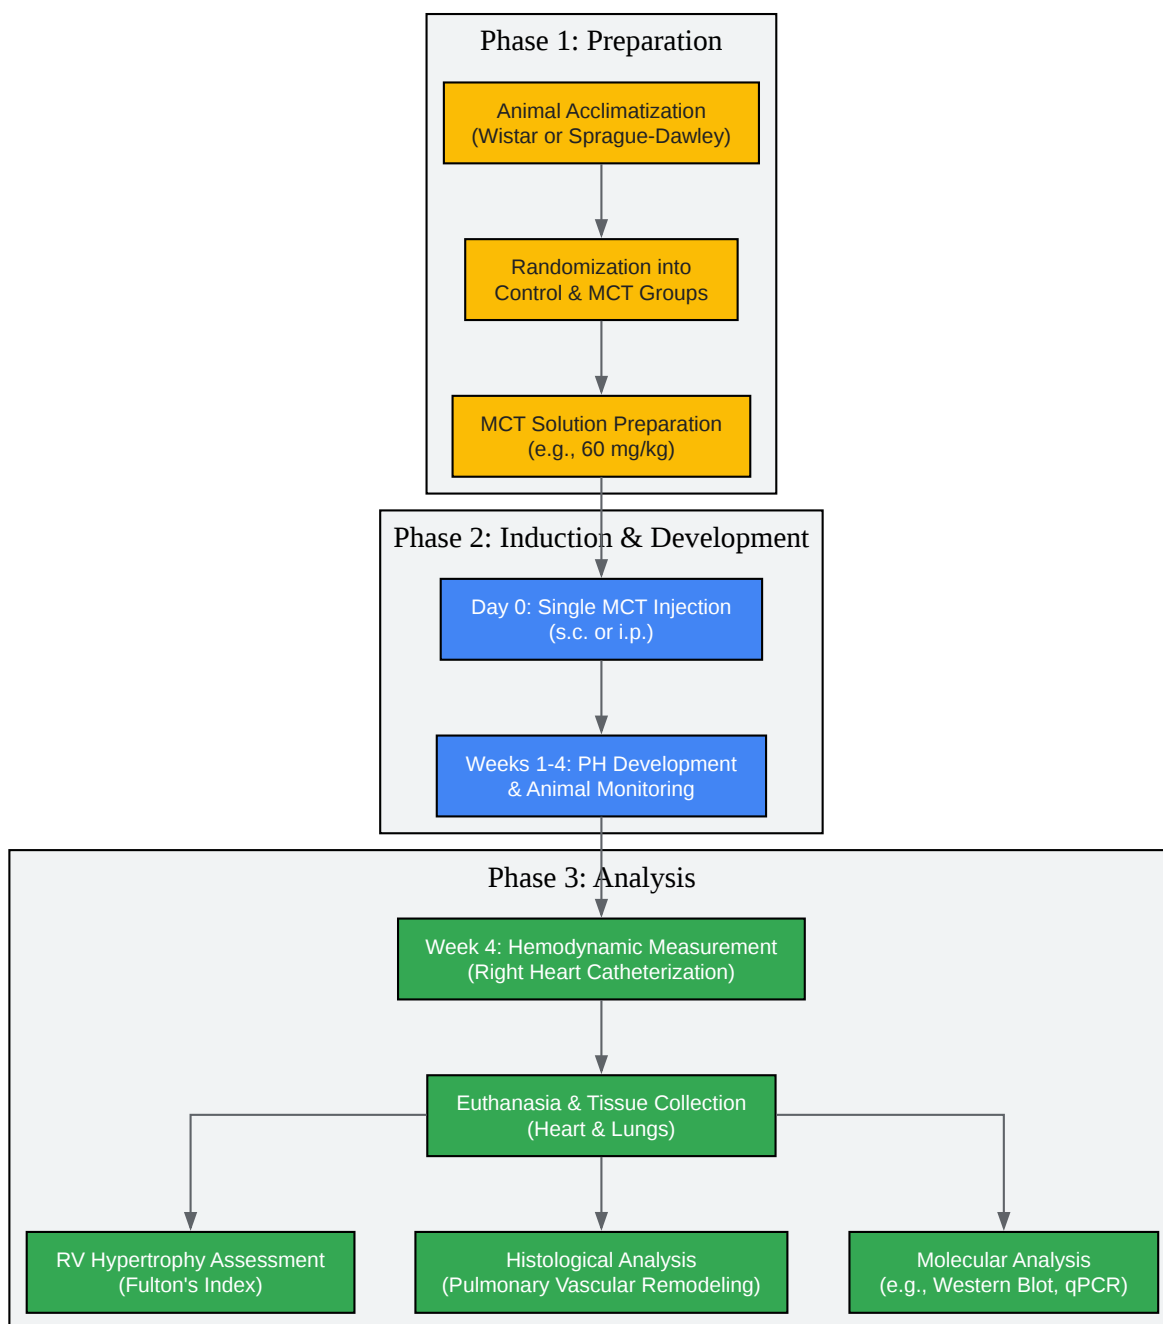 Phase 1: Preparation
Animal Acclimatization
(Wistar or Sprague-Dawley)
Randomization into
Control & MCT Groups
MCT Solution Preparation
(e.g., 60 mg/kg)
Phase 2: Induction & Development
Day 0: Single MCT Injection
(s.c. or i.p.)
Weeks 1-4: PH Development
& Animal Monitoring
Phase 3: Analysis
Week 4: Hemodynamic Measurement
(Right Heart Catheterization)
Euthanasia & Tissue Collection
(Heart & Lungs)
RV Hypertrophy Assessment
(Fulton's Index)
Histological Analysis
(Pulmonary Vascular Remodeling)
Molecular Analysis
(e.g., Western Blot, qPCR)